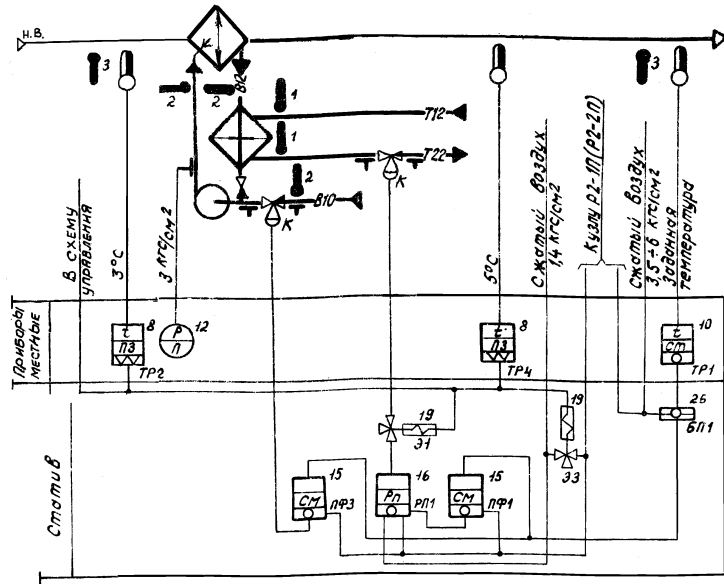 Н.В.
3
2
2
В12
1
1
Т12
Т22
К
2
К
В10
3
В схему
управления
3°С
3 кгс/см2
5°С
Сжатый воздух
1,4 кгс/см2
К узлу Р2-1П(Р2-2П)
Сжатый воздух
3,5÷6 кгс/см2
Заданная
температура
Приборы
местные
t
ПЗ
8
ТР2
Р
П
12
t
ПЗ
8
ТР4
t
СМ
10
ТР1
19
Э1
19
Э3
26
БП1
Статив
15
СМ
ПФ3
16
Рп
РП1
15
СМ
ПФ1